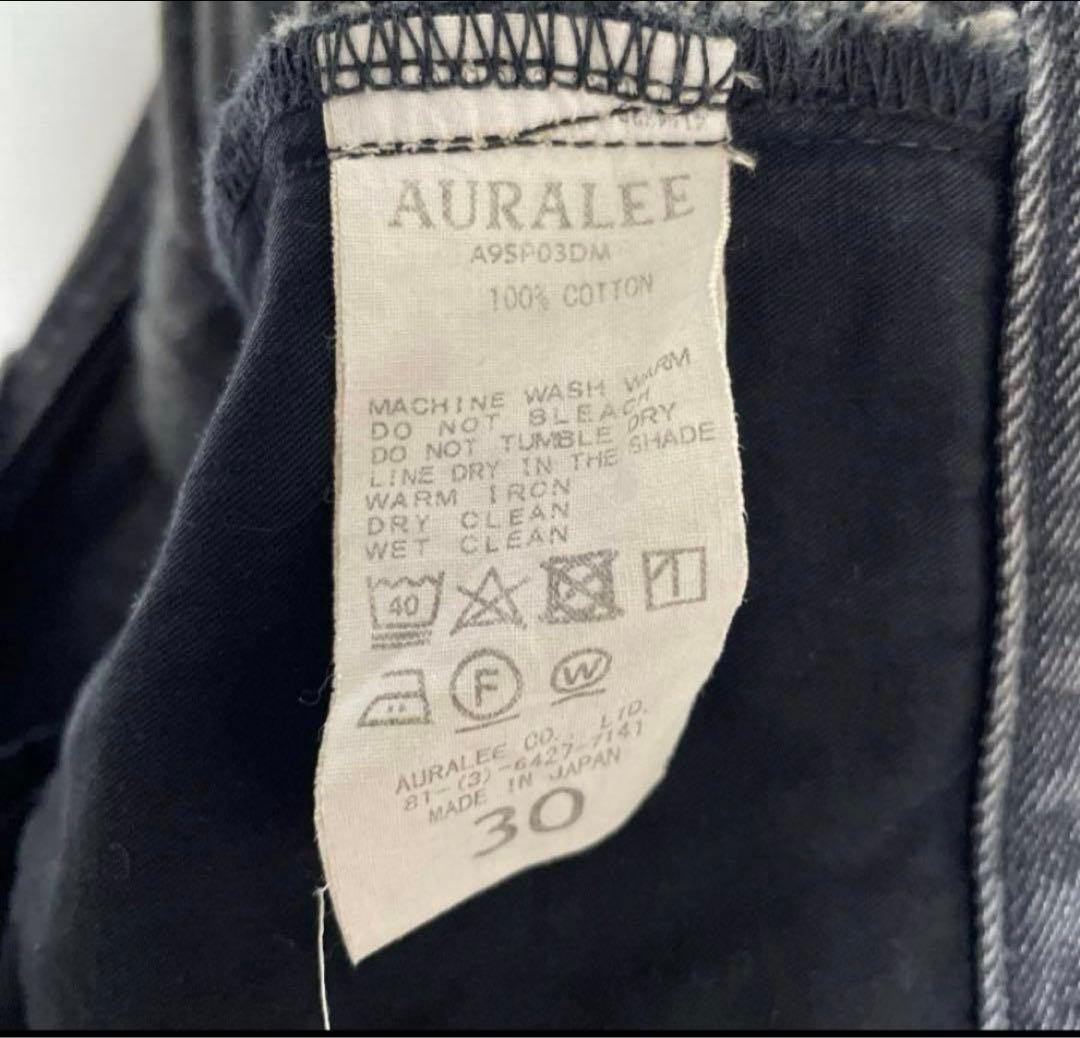 AURALEE
A9SP03DM
100% COTTON
MACHINE WASH WARM
DO NOT BLEACH
DO NOT TUMBLE DRY
LINE DRY IN THE SHADE
WARM IRON
DRY CLEAN
WET CLEAN
40
F W
AURALEE CO., LTD.
81-(3)-6427-7141
MADE IN JAPAN
30